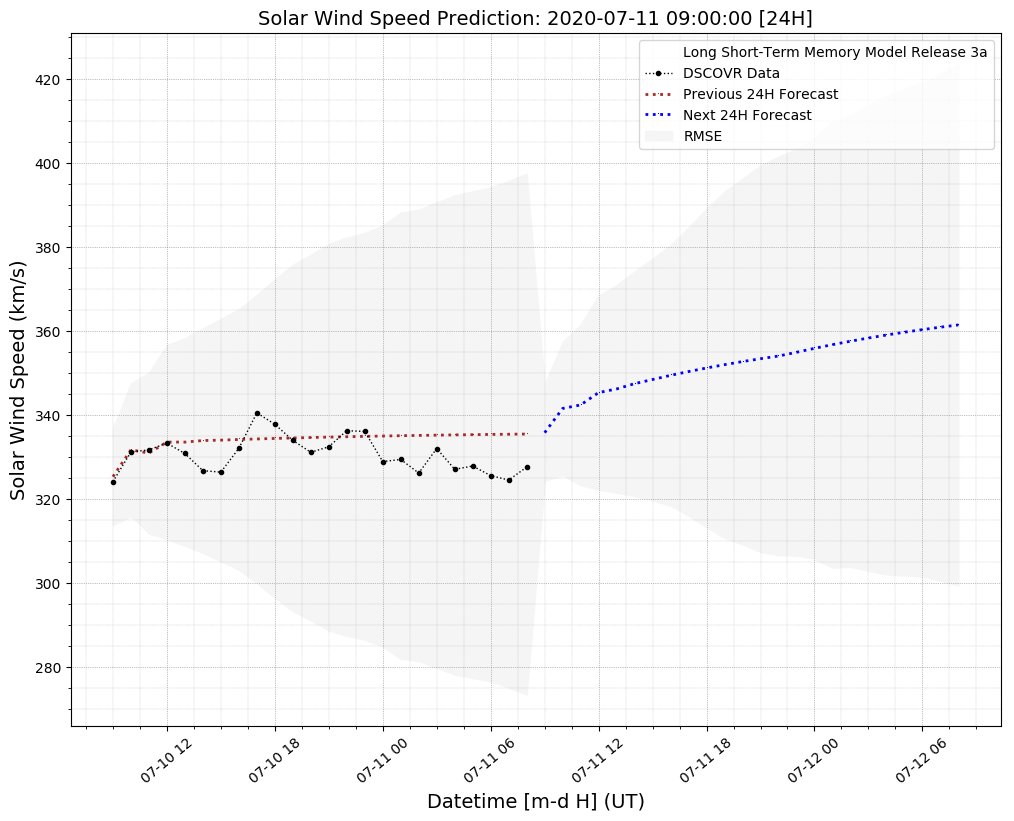 Solar Wind Speed Prediction: 2020-07-11 09:00:00 [24H]
Long Short-Term Memory Model Release 3a
DSCOVR Data
Previous 24H Forecast
Next 24H Forecast
RMSE
Solar Wind Speed (km/s)
420
400
380
360
340
320
300
280
07-10 12
07-10 18
07-11 00
07-11 06
07-11 12
07-11 18
07-12 00
07-12 06
Datetime [m-d H] (UT)